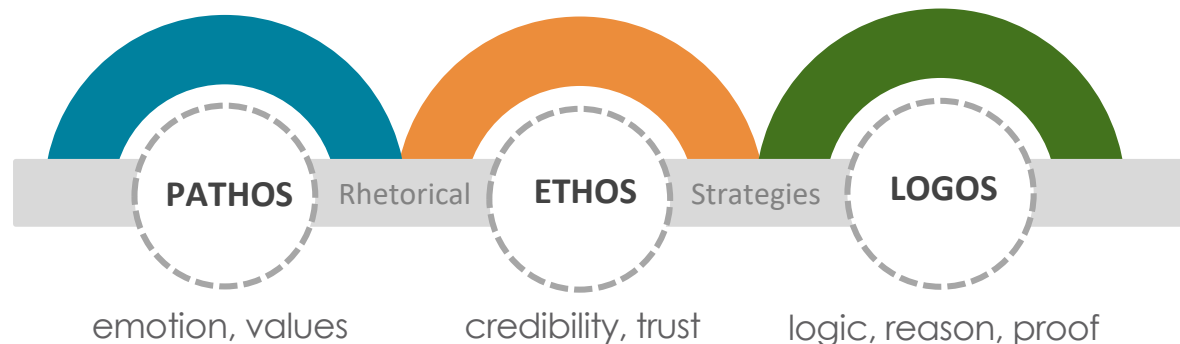 PATHOS Rhetorical ETHOS Strategies LOGOS
emotion, values credibility, trust logic, reason, proof